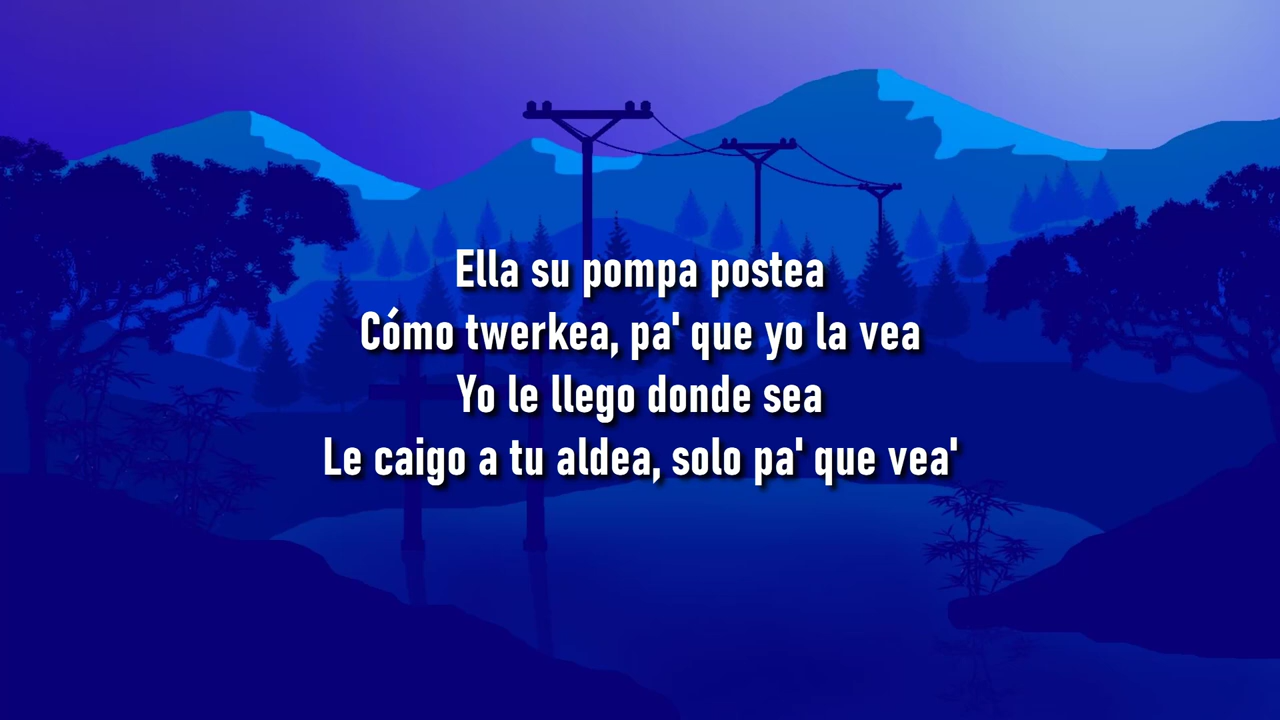 Ella su pompa postea
Cómo twerkea, pa' que yo la vea
Yo le llego donde sea
Le caigo a tu aldea, solo pa' que vea'